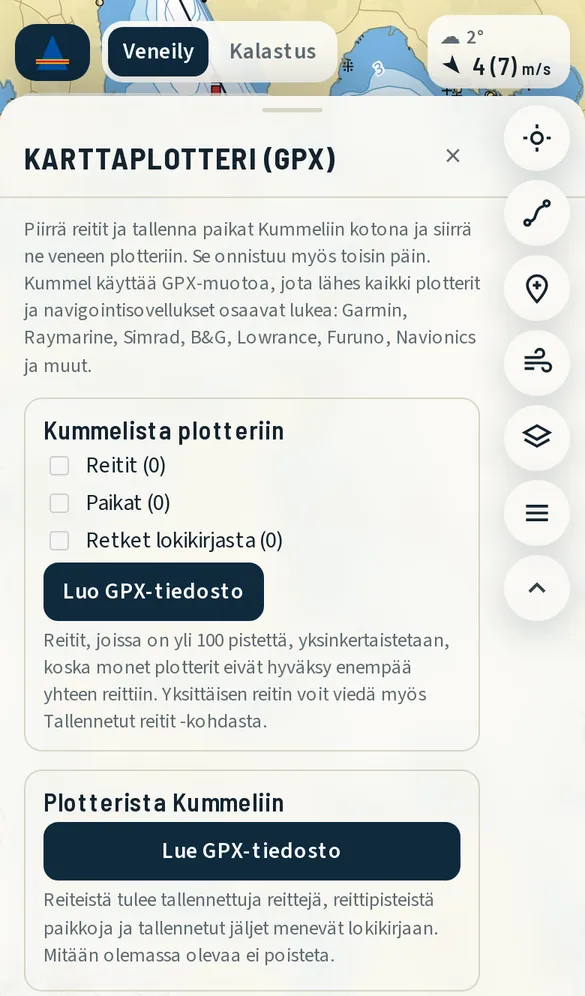 Veneily
Kalastus
2°
4 (7) m/s
3
KARTTAPLOTTERI (GPX)
Piirrä reitit ja tallenna paikat Kummeliin kotona ja siirrä
ne veneen plotteriin. Se onnistuu myös toisin päin.
Kummel käyttää GPX-muotoa, jota lähes kaikki plotterit
ja navigointisovellukset osaavat lukea: Garmin,
Raymarine, Simrad, B&G, Lowrance, Furuno, Navionics
ja muut.
Kummelista plotteriin
Reitit (0)
Paikat (0)
Retket lokikirjasta (0)
Luo GPX-tiedosto
Reitit, joissa on yli 100 pistettä, yksinkertaistetaan,
koska monet plotterit eivät hyväksy enempää
yhteen reittiin. Yksittäisen reitin voit viedä myös
Tallennetut reitit -kohdasta.
Plotterista Kummeliin
Lue GPX-tiedosto
Reiteistä tulee tallennettuja reittejä, reittipisteistä
paikkoja ja tallennetut jäljet menevät lokikirjaan.
Mitään olemassa olevaa ei poisteta.